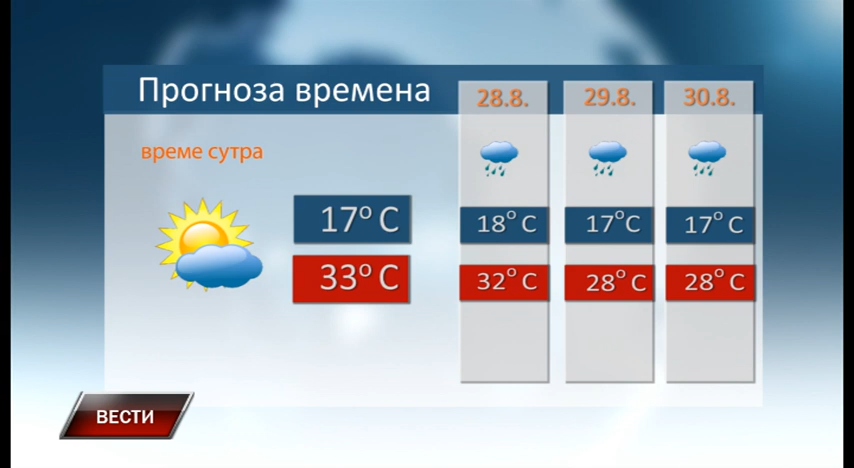 Прогноза времена
време сутра
17° C
33° C
28.8.
18° C
32° C
29.8.
17°C
28° C
30.8.
17° C
28° C
ВЕСТИ